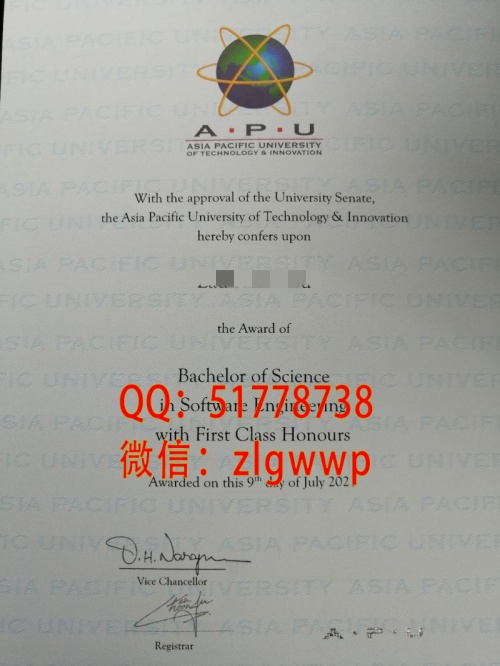 A·P·U
ASIA PACIFIC UNIVERSITY
OF TECHNOLOGY & INNOVATION
With the approval of the University Senate,
the Asia Pacific University of Technology & Innovation
hereby confers upon
the Award of
Bachelor of Science
in Software Engineering
QQ: 51778738
with First Class Honours
微信: zlgwwp
Awarded on this 9th day of July 202
D.H. Naragn
Vice Chancellor
Registrar